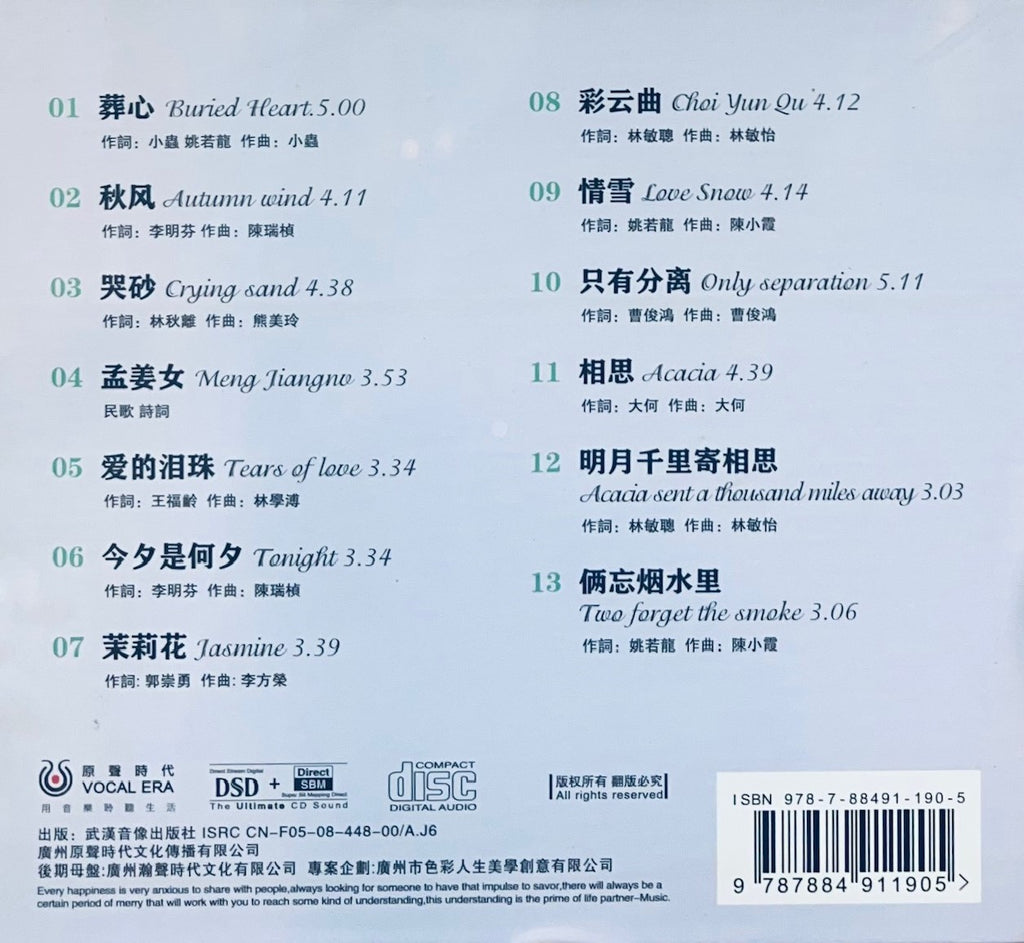 01 葬心 Buried Heart.5.00
作詞：小蟲 姚若龍 作曲：小蟲
02 秋风 Autumn wind 4.11
作詞：李明芬 作曲：陳瑞楨
03 哭砂 Crying sand 4.38
作詞：林秋離 作曲：熊美玲
04 孟姜女 Meng Jiangnv 3.53
民歌 詩詞
05 爱的泪珠 Tears of love 3.34
作詞：王福齡 作曲：林學溥
06 今夕是何夕 Tonight 3.34
作詞：李明芬 作曲：陳瑞楨
07 茉莉花 Jasmine 3.39
作詞: 郭崇勇 作曲: 李方榮
08 彩云曲 Choi Yun Qu 4.12
作詞：林敏聰 作曲：林敏怡
09 情雪 Love Snow 4.14
作詞：姚若龍 作曲：陳小霞
10 只有分离 Only separation 5.11
作詞：曹俊鴻 作曲：曹俊鴻
11 相思 Acacia 4.39
作詞：大何 作曲：大何
12 明月千里寄相思
Acacia sent a thousand miles away 3.03
作詞：林敏聰 作曲：林敏怡
13 俩忘烟水里
Two forget the smoke 3.06
作詞：姚若龍 作曲：陳小霞
原聲時代
VOCAL ERA
用音樂聆聽生活
Direct Stream Digital
DSD + Direct SBM
Super Bit Mapping Direct
The Ultimate CD Sound
COMPACT
disc
DIGITAL AUDIO
版权所有 翻版必究
All rights reserved
出版：武漢音像出版社 ISRC CN-F05-08-448-00/A.J6
廣州原聲時代文化傳播有限公司
後期母盤:廣州瀚聲時代文化有限公司 專案企劃:廣州市色彩人生美學創意有限公司
Every happiness is very anxious to share with people,always looking for someone to have that impulse to savor,there will always be a
certain period of merry that will work with you to reach some kind of understanding,this understanding is the prime of life partner-Music.
ISBN 978-7-88491-190-5
9 787884 911905 >